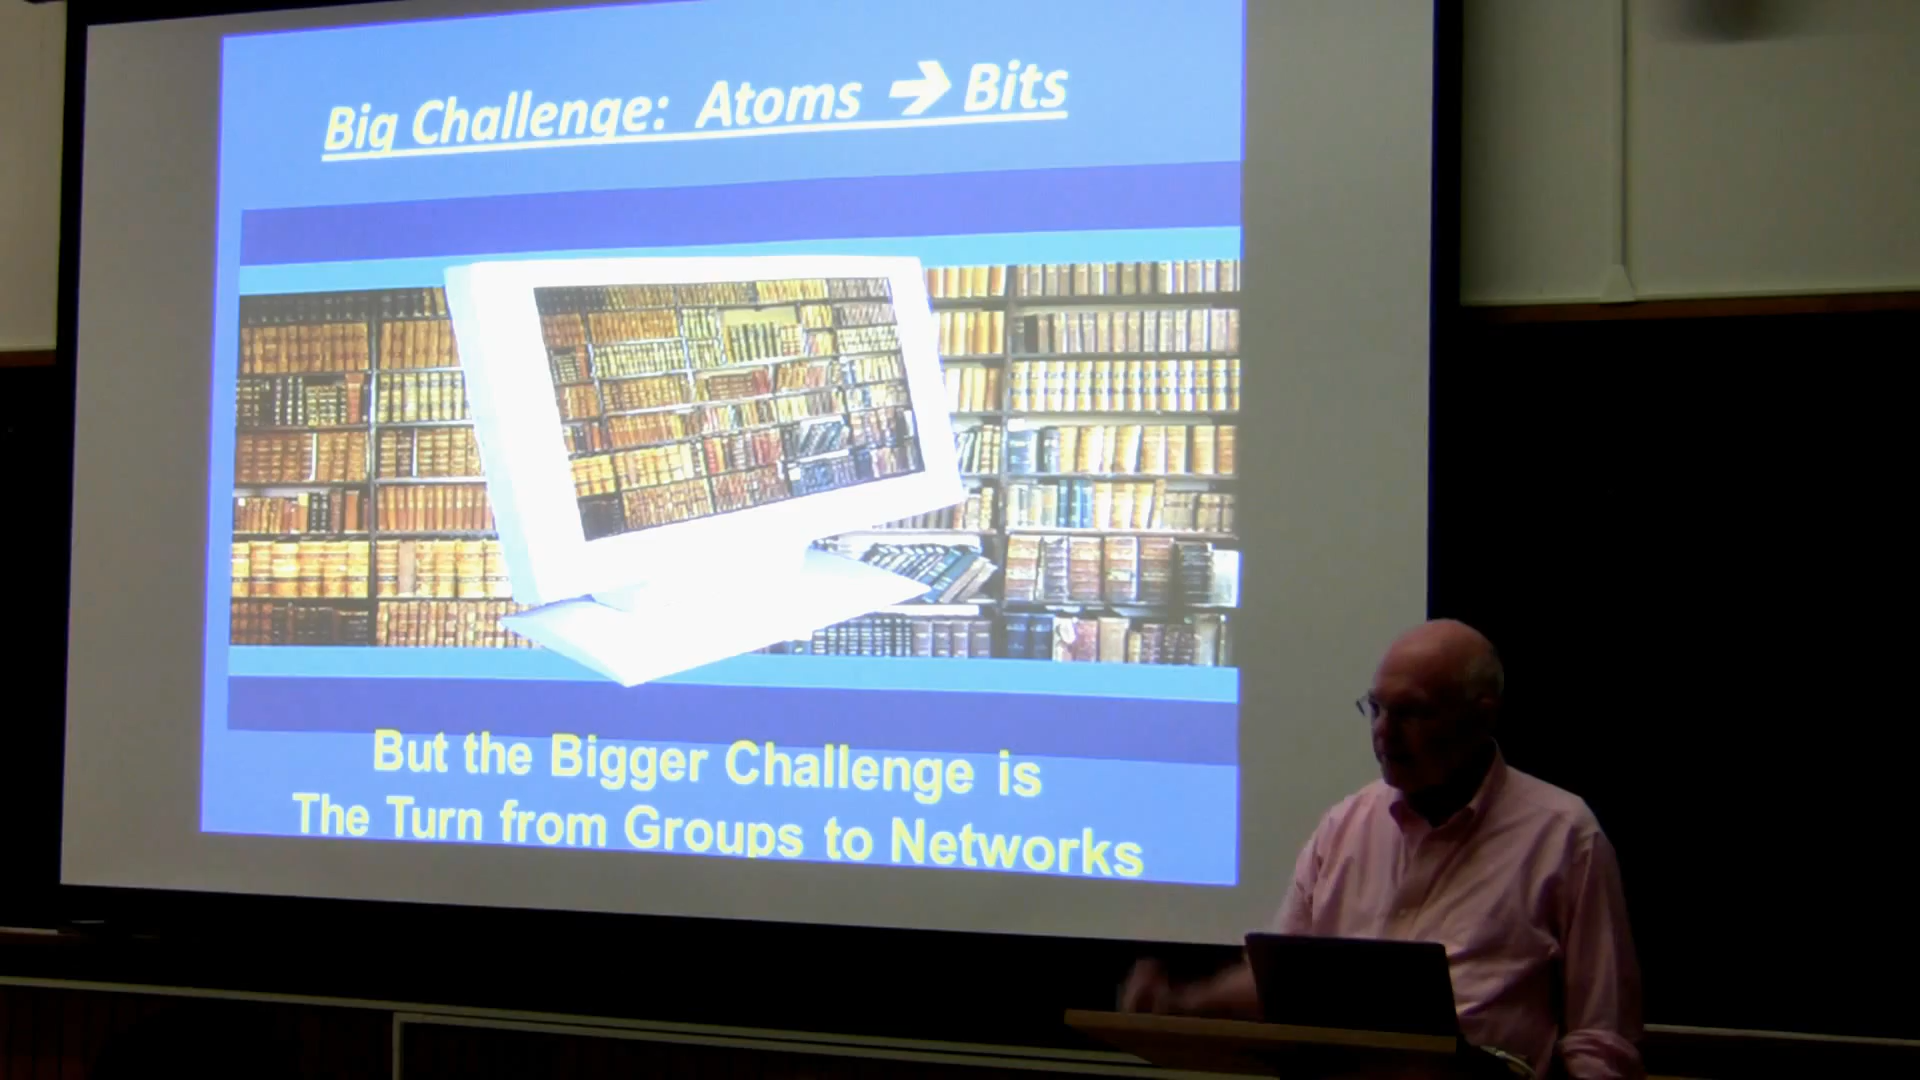 Big Challenge: Atoms → Bits
But the Bigger Challenge is
The Turn from Groups to Networks